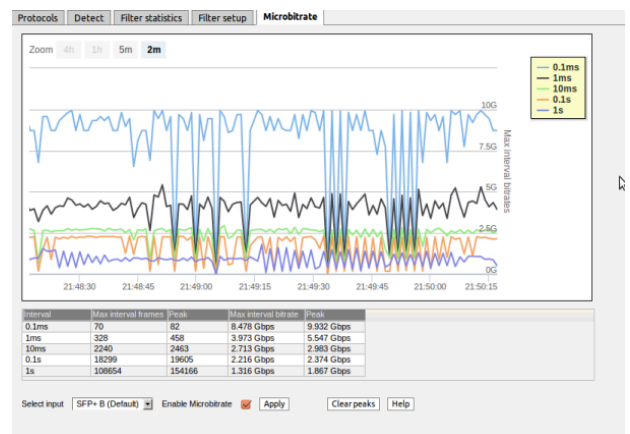 Protocols Detect Filter statistics Filter setup Microbitrate
Zoom 4h 1h 5m 2m
0.1ms
1ms
10ms
0.1s
1s
10G
7.5G
5G
2.5G
0G
Max interval bitrates
21:48:30 21:48:45 21:49:00 21:49:15 21:49:30 21:49:45 21:50:00 21:50:15
Interval Max interval frames Peak Max interval bitrate Peak
0.1ms 70 82 8.478 Gbps 9.932 Gbps
1ms 328 458 3.973 Gbps 5.547 Gbps
10ms 2240 2463 2.713 Gbps 2.983 Gbps
0.1s 18299 19605 2.216 Gbps 2.374 Gbps
1s 108654 154166 1.316 Gbps 1.867 Gbps
Select input SFP+ B (Default) Enable Microbitrate Apply Clear peaks Help